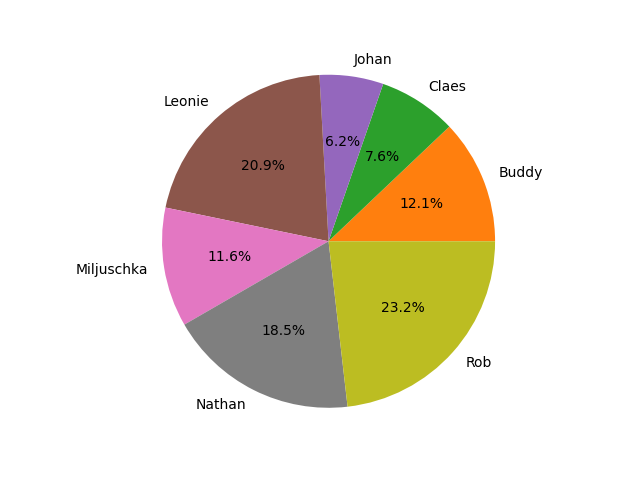 Johan
Claes
Leonie
6.2%
7.6%
20.9%
Buddy
12.1%
11.6%
Miljuschka
23.2%
18.5%
Rob
Nathan